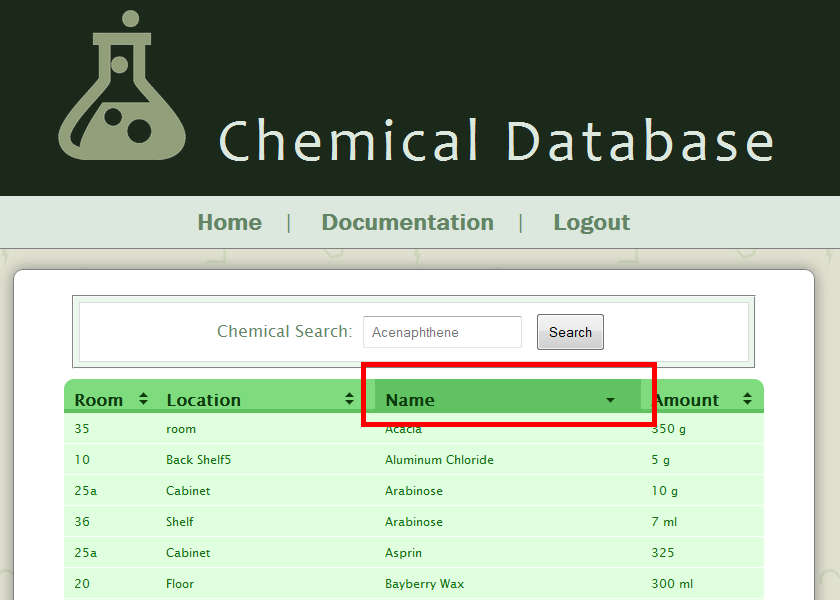 Chemical Database
Home | Documentation | Logout
Chemical Search: Acenaphthene Search
Room Location Name Amount
35 room Acacia 350 g
10 Back Shelf5 Aluminum Chloride 5 g
25a Cabinet Arabinose 10 g
36 Shelf Arabinose 7 ml
25a Cabinet Asprin 325
20 Floor Bayberry Wax 300 ml